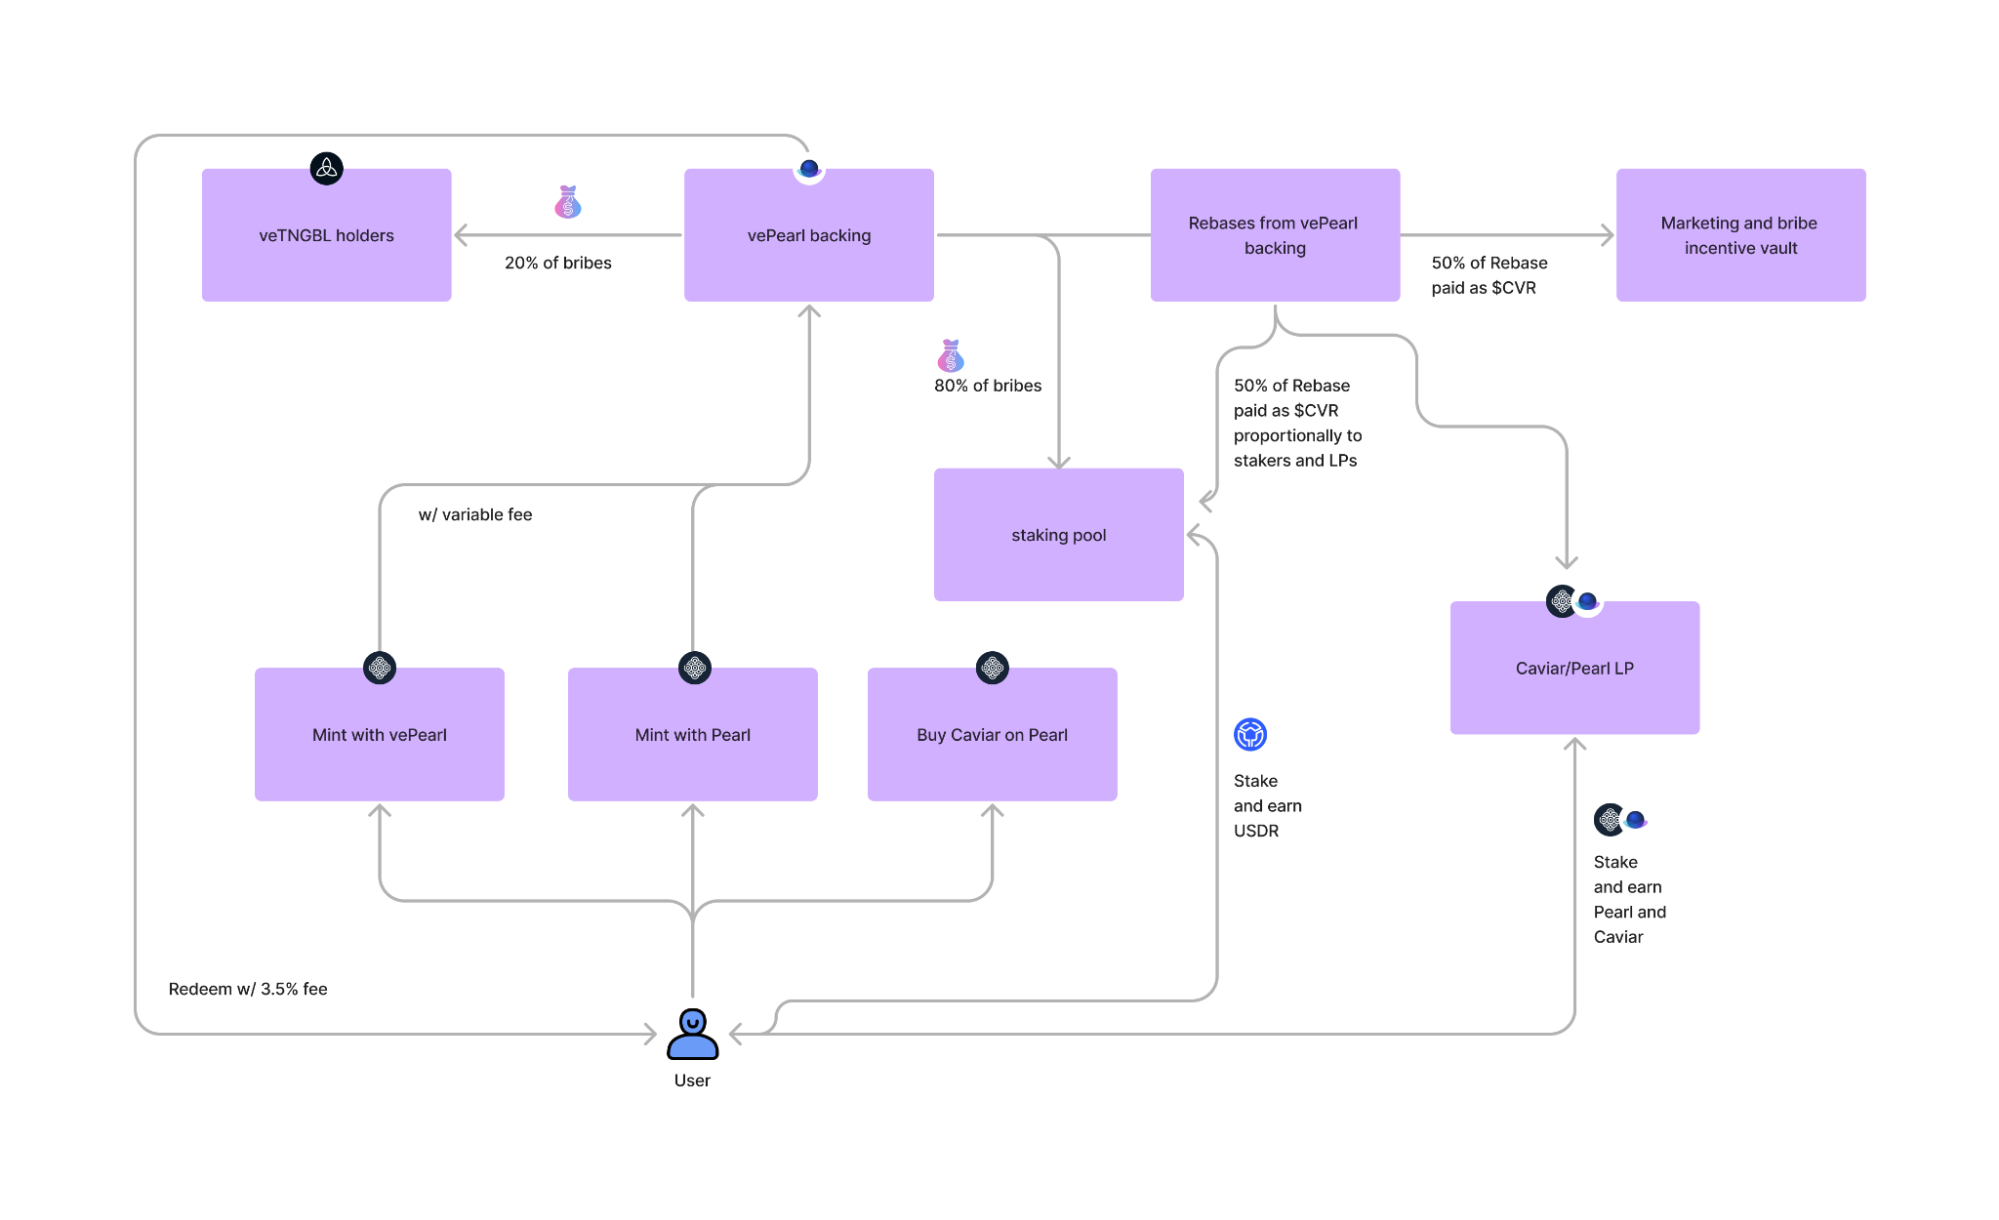 veTNGBL holders
20% of bribes
vePearl backing
Rebases from vePearl
backing
50% of Rebase
paid as $CVR
Marketing and bribe
incentive vault
80% of bribes
50% of Rebase
paid as $CVR
proportionally to
stakers and LPs
w/ variable fee
staking pool
Caviar/Pearl LP
Mint with vePearl
Mint with Pearl
Buy Caviar on Pearl
Stake
and earn
USDR
Stake
and earn
Pearl and
Caviar
Redeem w/ 3.5% fee
User